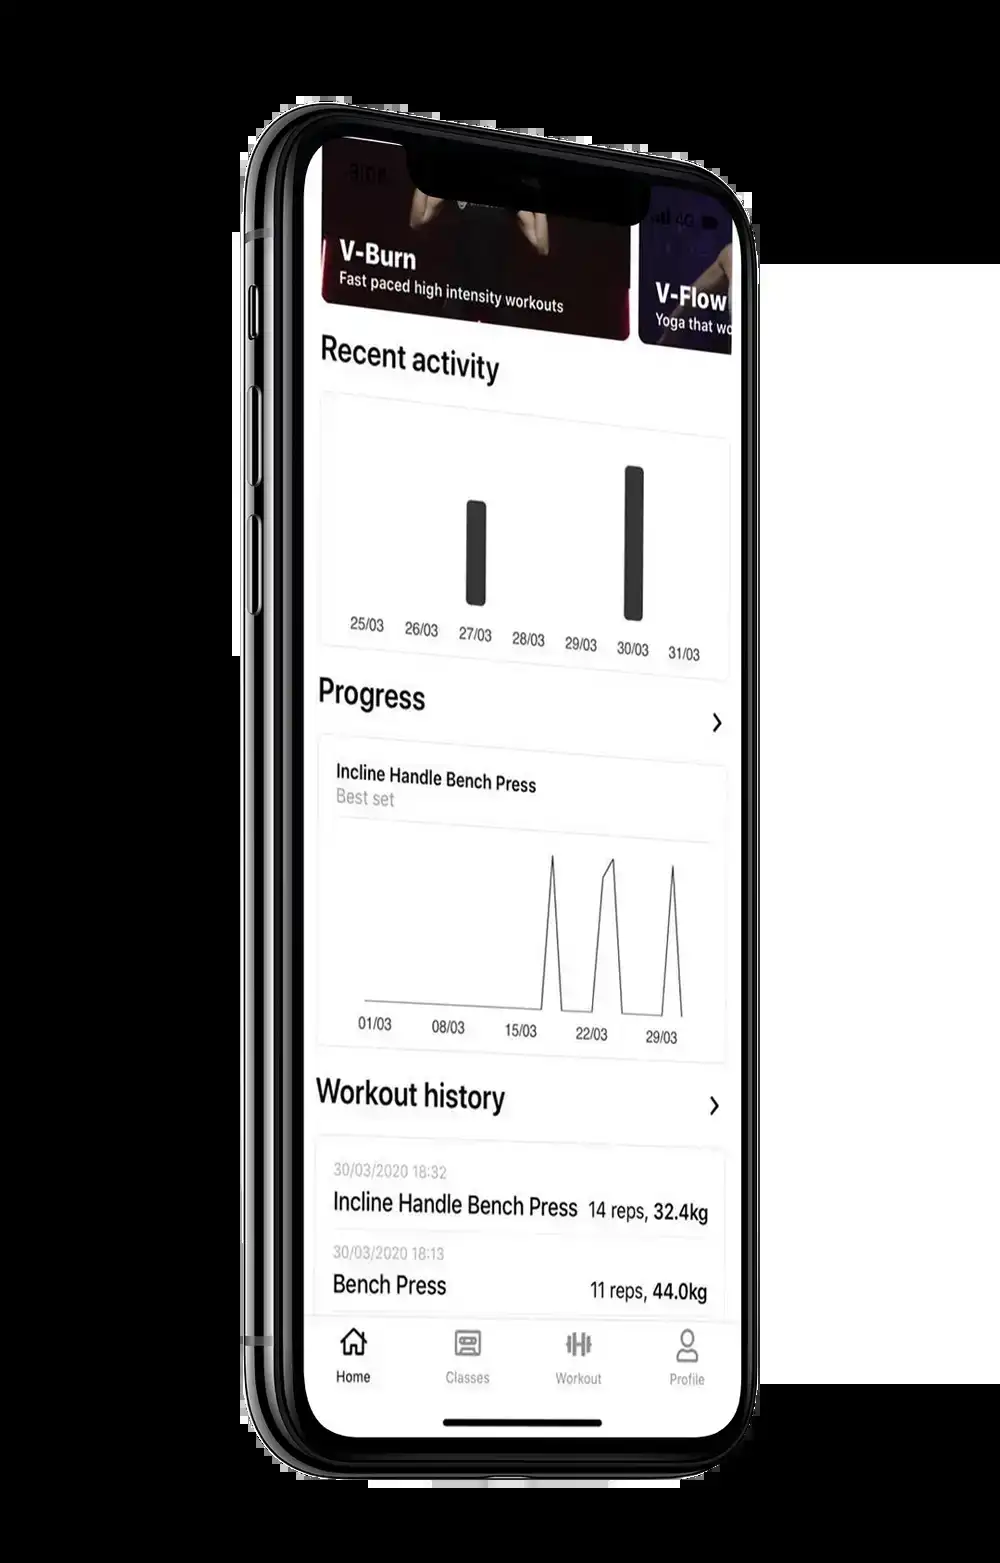 4G
V-Burn
Fast paced high intensity workouts
V-Flow
Yoga that
Recent activity
25/03 26/03 27/03 28/03 29/03 30/03 31/03
Progress
Incline Handle Bench Press
Best set
01/03 08/03 15/03 22/03 29/03
Workout history
30/03/2020 18:32
Incline Handle Bench Press 14 reps, 32.4kg
30/03/2020 18:13
Bench Press 11 reps, 44.0kg
Home Classes Workout Profile